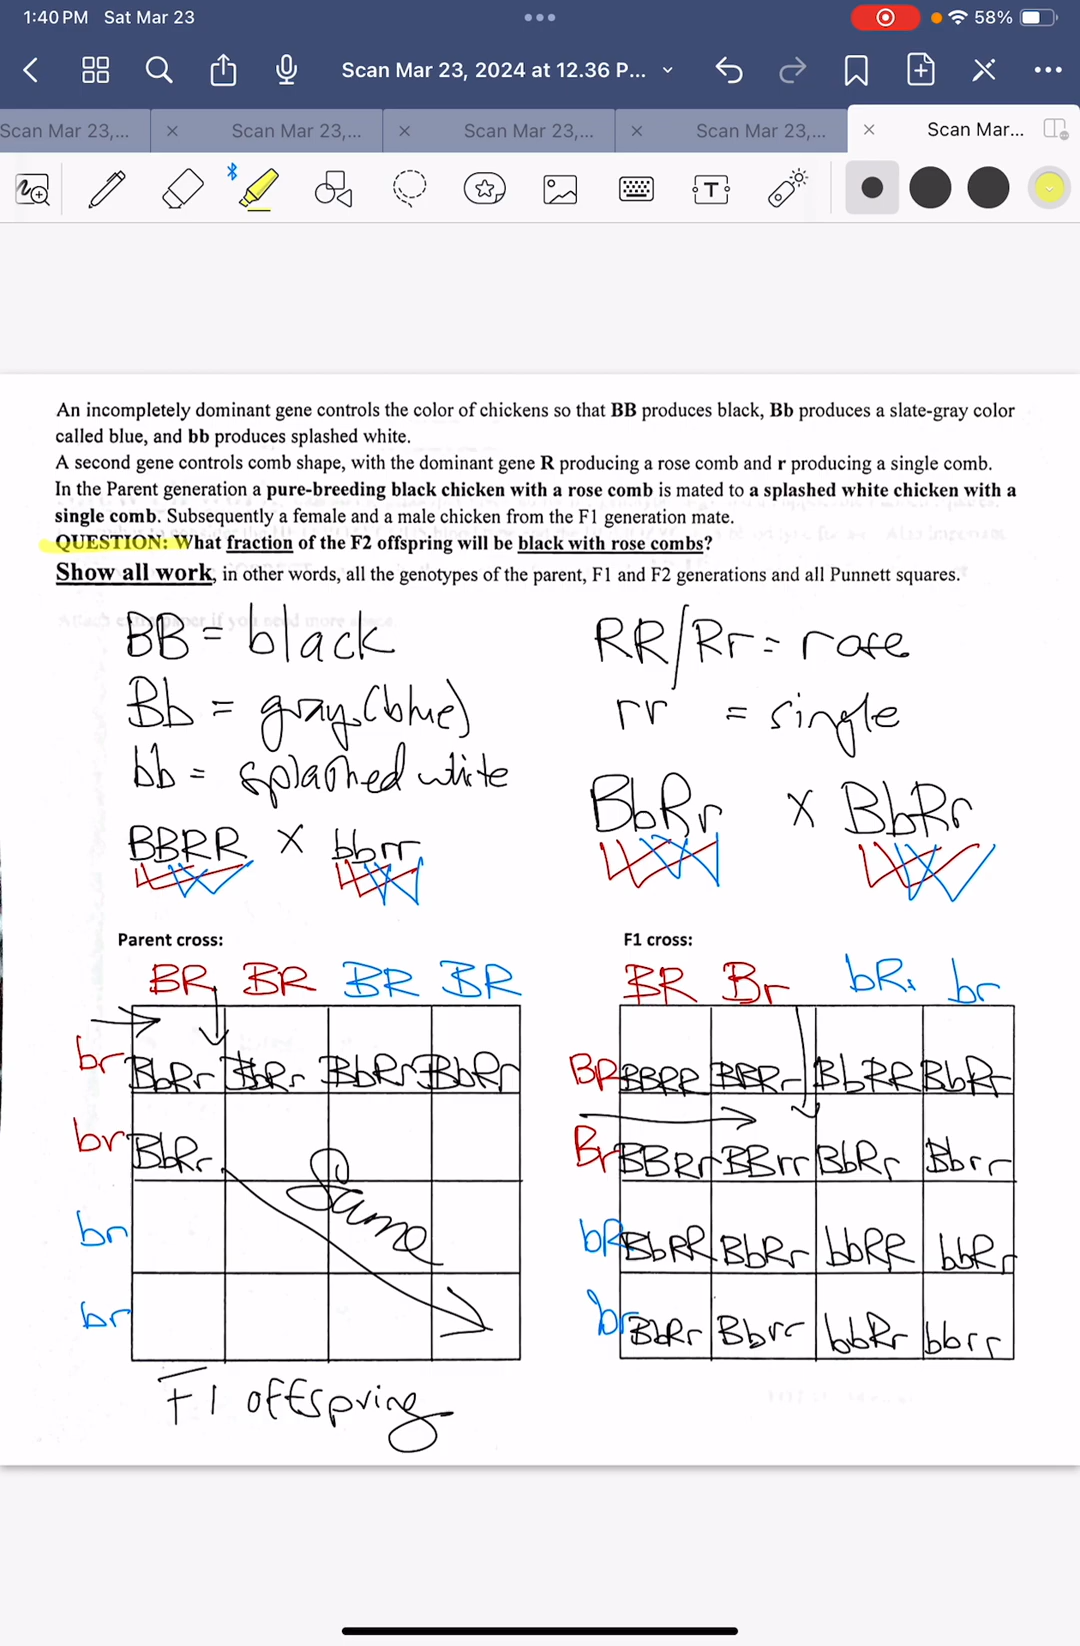 1:40 PM Sat Mar 23
58%
Scan Mar 23, 2024 at 12.36 P...
Scan Mar 23,...
Scan Mar 23,...
Scan Mar 23,...
Scan Mar 23,...
Scan Mar...
An incompletely dominant gene controls the color of chickens so that BB produces black, Bb produces a slate-gray color
called blue, and bb produces splashed white.
A second gene controls comb shape, with the dominant gene R producing a rose comb and r producing a single comb.
In the Parent generation a pure-breeding black chicken with a rose comb is mated to a splashed white chicken with a
single comb. Subsequently a female and a male chicken from the F1 generation mate.
QUESTION: What fraction of the F2 offspring will be black with rose combs?
Show all work, in other words, all the genotypes of the parent, F1 and F2 generations and all Punnett squares.
BB = black
Bb = gray (blue)
bb = splashed white
BBRR X bbrr
RR/Rr = rose
rr = single
BbRr X BbRr
Parent cross:
BR BR BR BR
br BbRr BbRr BbRr BbRr
br BbRr
Same
br
br
F1 offspring
F1 cross:
BR Br bR br
BR BBRR BBRr BbRR BbRr
Br BBRr BBrr BbRr Bbrr
bR BbRR BbRr bbRR bbRr
br BbRr Bbrr bbRr bbrr